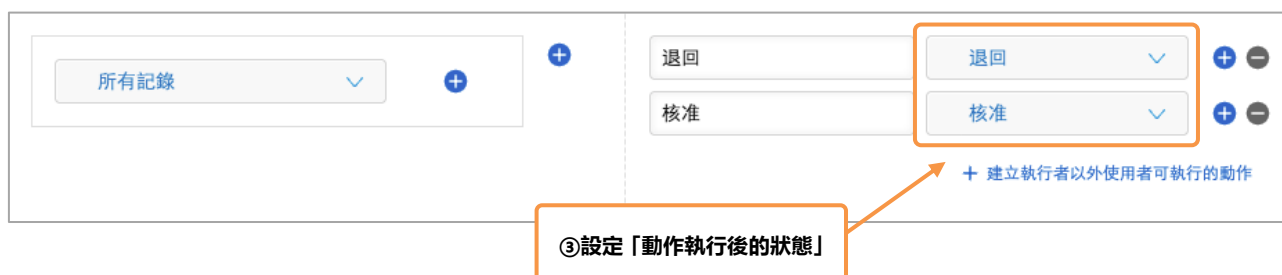 所有記錄
退回
退回
核准
核准
建立執行者以外使用者可執行的動作
③設定「動作執行後的狀態」